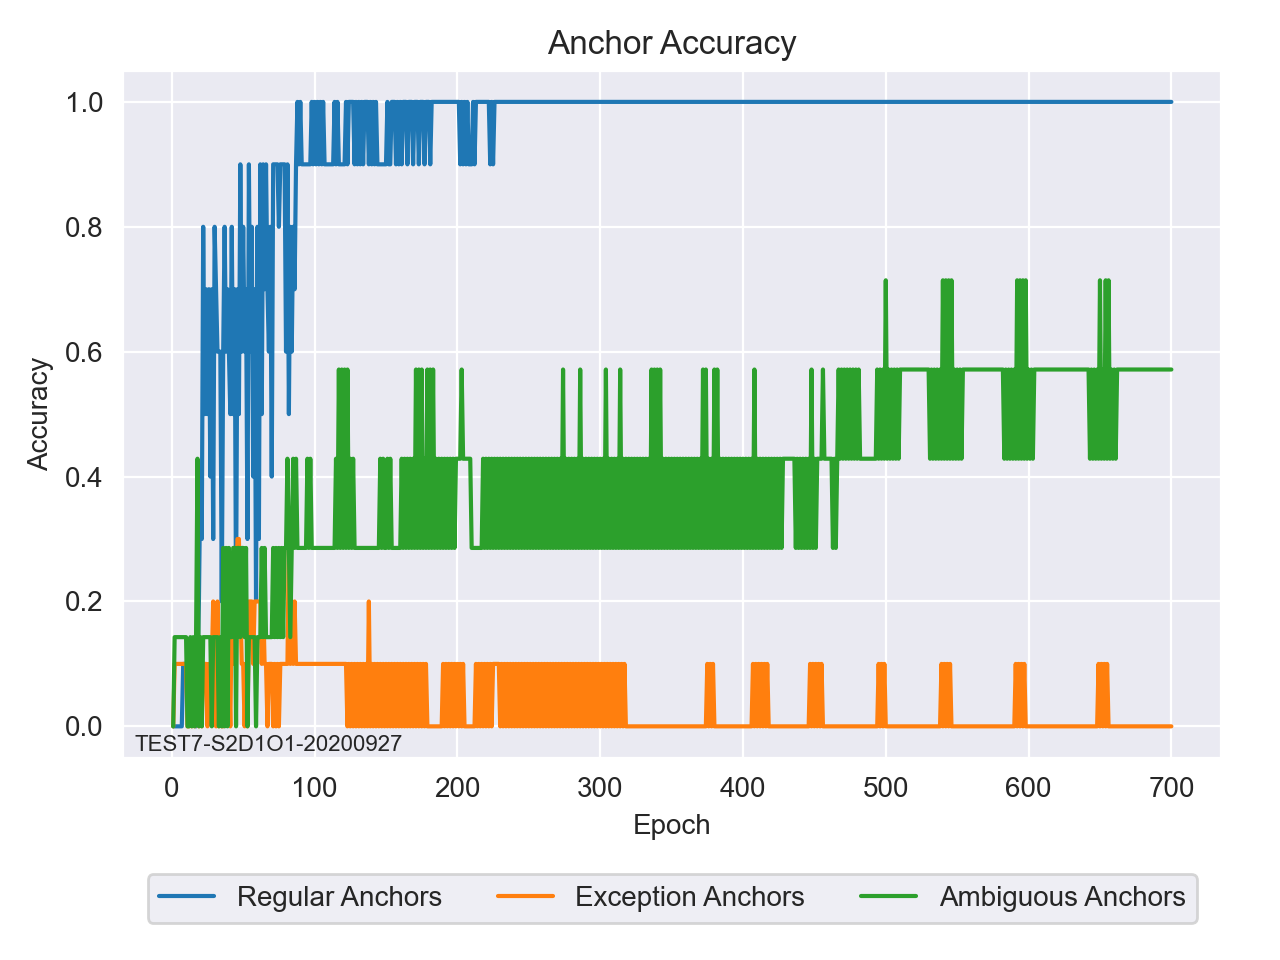 Anchor Accuracy
1.0
0.8
0.6
0.4
0.2
0.0
Accuracy
TEST7-S2D1O1-20200927
0 100 200 300 400 500 600 700
Epoch
Regular Anchors Exception Anchors Ambiguous Anchors